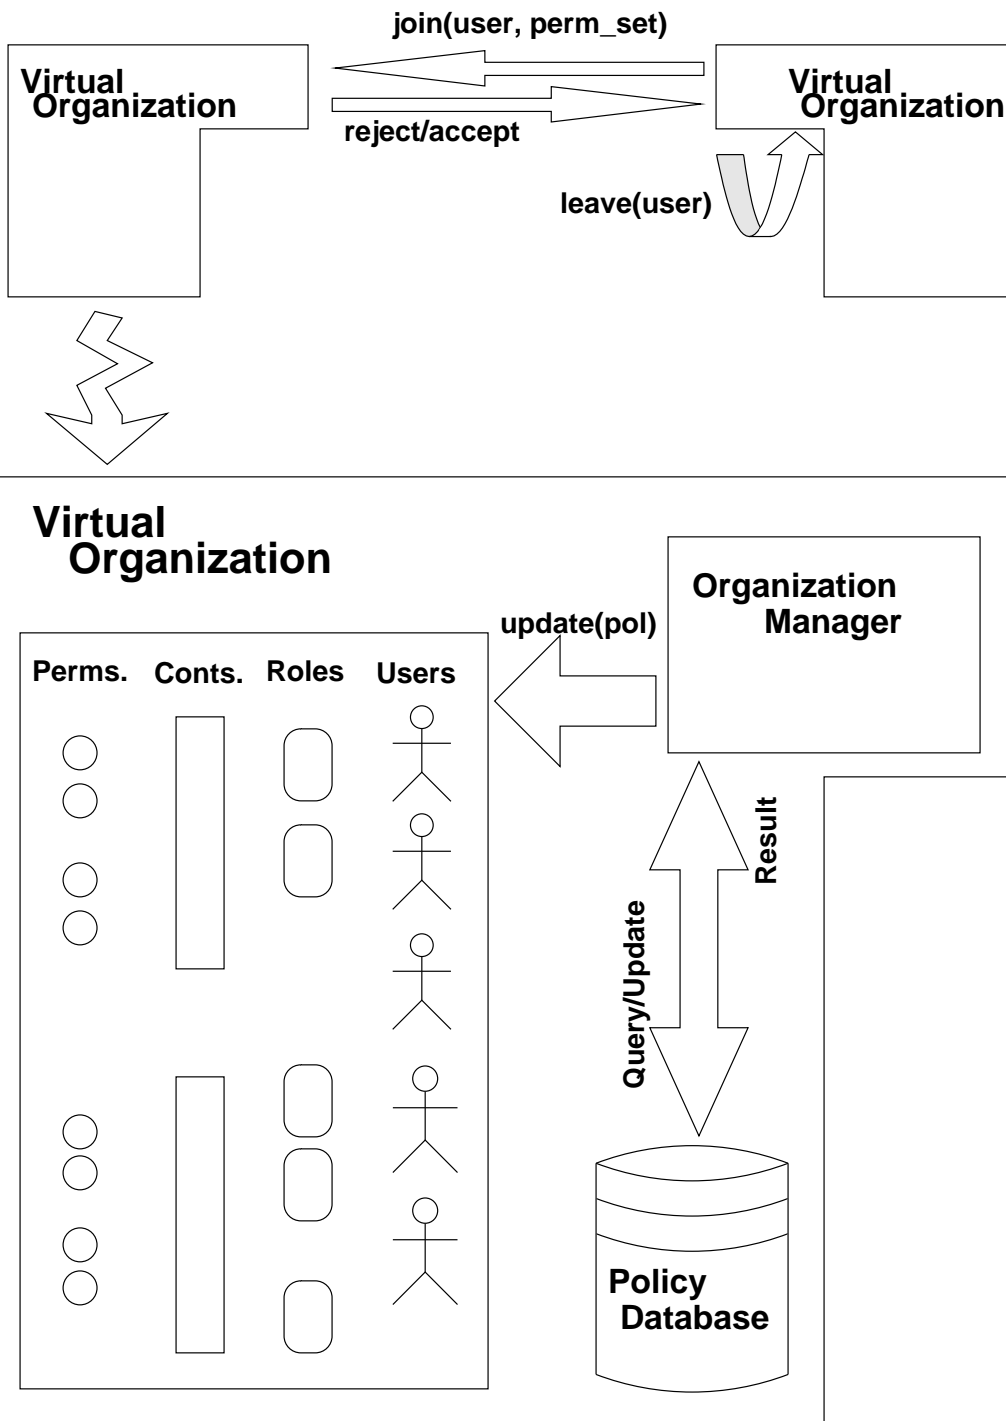 join(user, perm_set)
Virtual
Organization
Virtual
Organization
reject/accept
leave(user)
Virtual
Organization
Organization
Manager
update(pol)
Perms. Conts. Roles Users
Result
Query/Update
Policy
Database